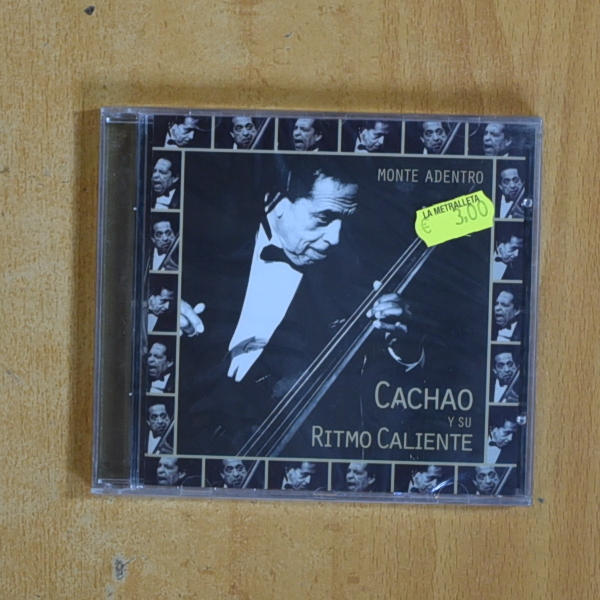 MONTE ADENTRO
LA METRALLETA
€ 3,00
CACHAO
Y SU
RITMO CALIENTE